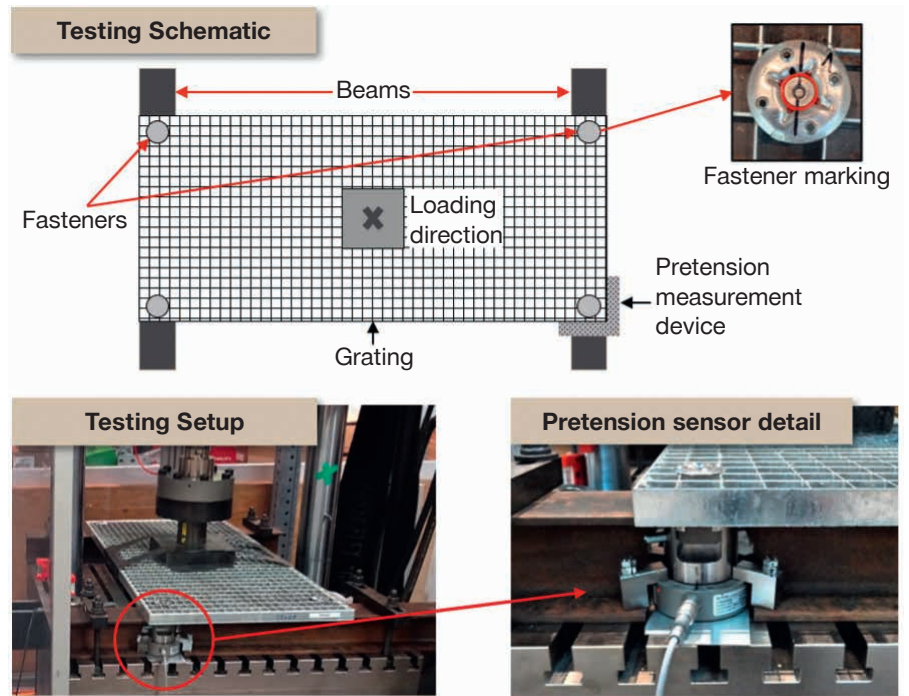 Testing Schematic
Beams
Fastener marking
Fasteners
Loading
direction
Pretension
measurement
device
Grating
Testing Setup
Pretension sensor detail